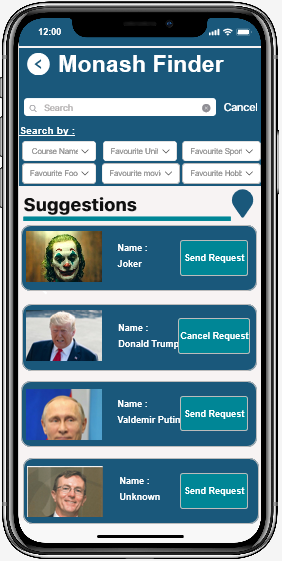 12:00
Monash Finder
Search
Cancel
Search by :
Course Name
Favourite Unit
Favourite Sport
Favourite Foo
Favourite movie
Favourite Hobb
Suggestions
Name :
Joker
Send Request
Name :
Donald Trump
Cancel Request
Name :
Valdemir Putin
Send Request
Name :
Unknown
Send Request